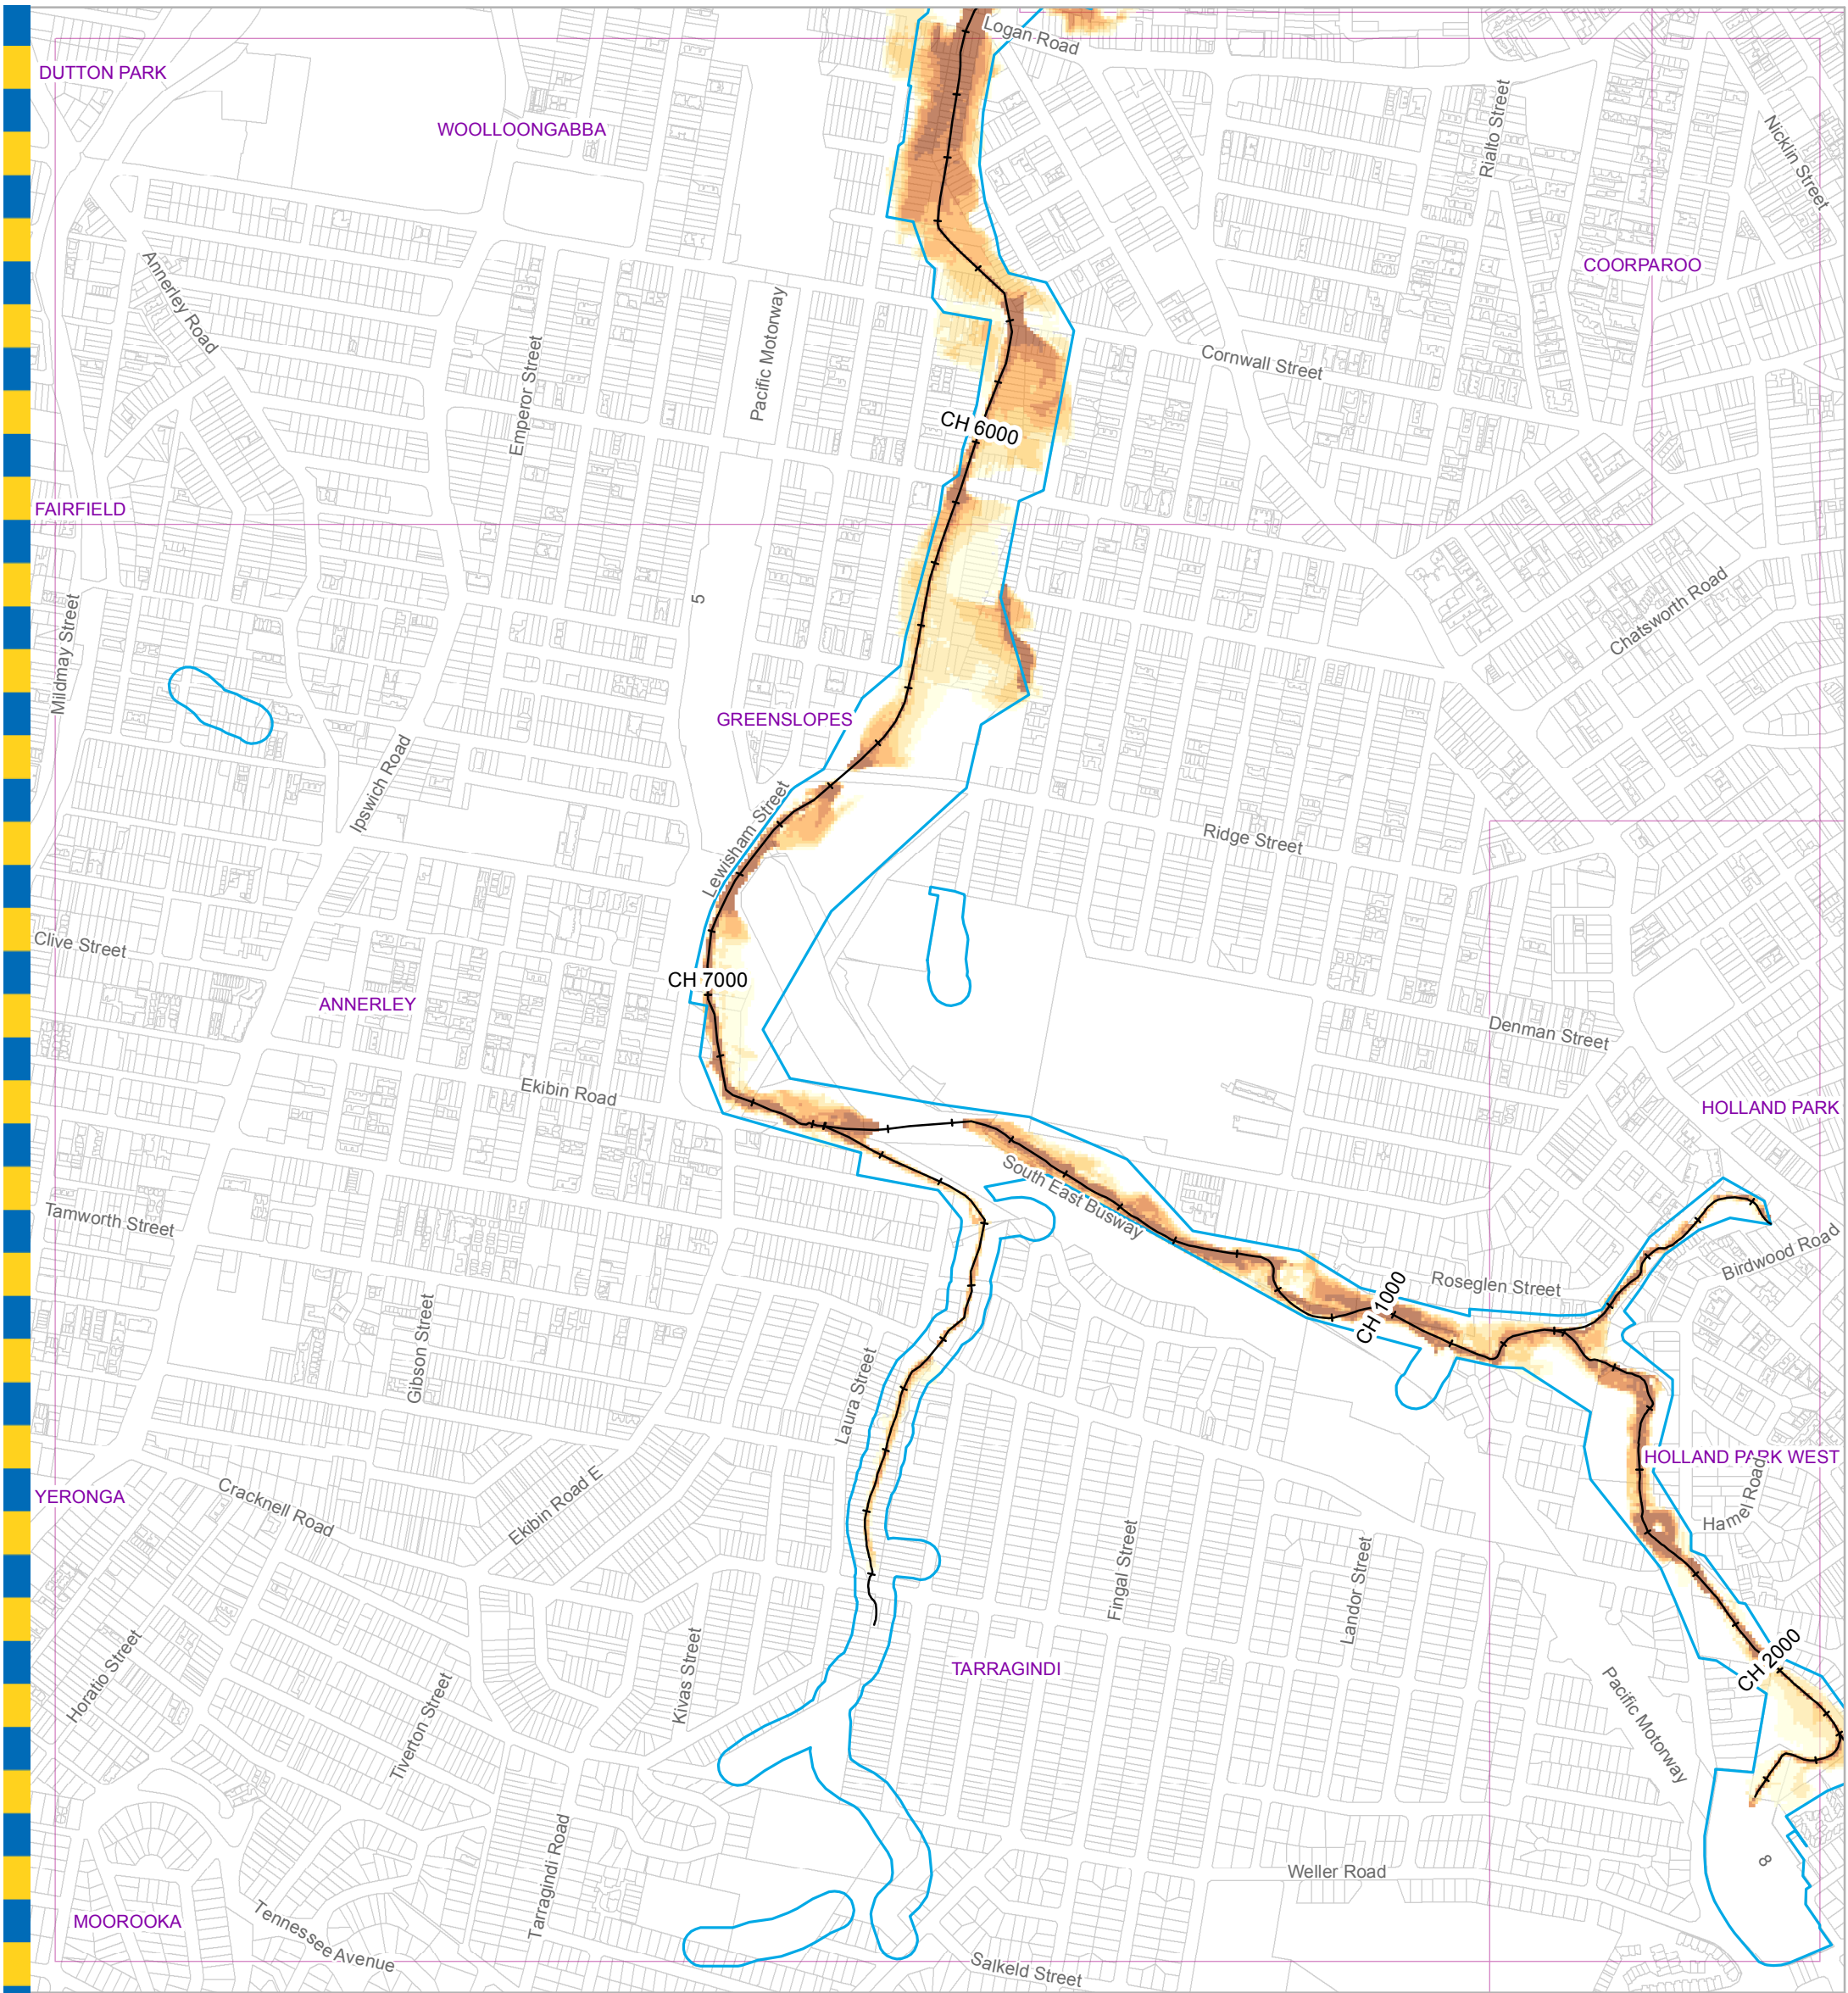 Logan Road
DUTTON PARK
WOOLLOONGABBA
Rialto Street
Nicklin Street
COORPAROO
Annerley Road
Pacific Motorway
Emperor Street
Cornwall Street
CH 6000
FAIRFIELD
Chatsworth Road
5
Mildmay Street
GREENSLOPES
Ipswich Road
Lewisham Street
Ridge Street
Clive Street
CH 7000
ANNERLEY
Denman Street
Ekibin Road
HOLLAND PARK
South East Busway
Tamworth Street
Birdwood Road
Roseglen Street
CH 1000
Gibson Street
Laura Street
HOLLAND PARK WEST
YERONGA
Cracknell Road
Ekibin Road E
Hamel Road
Fingal Street
Landor Street
Horatio Street
Kivas Street
TARRAGINDI
CH 2000
Tiverton Street
Pacific Motorway
Tarragindi Road
Weller Road
8
MOOROOKA
Tennessee Avenue
Salkeld Street